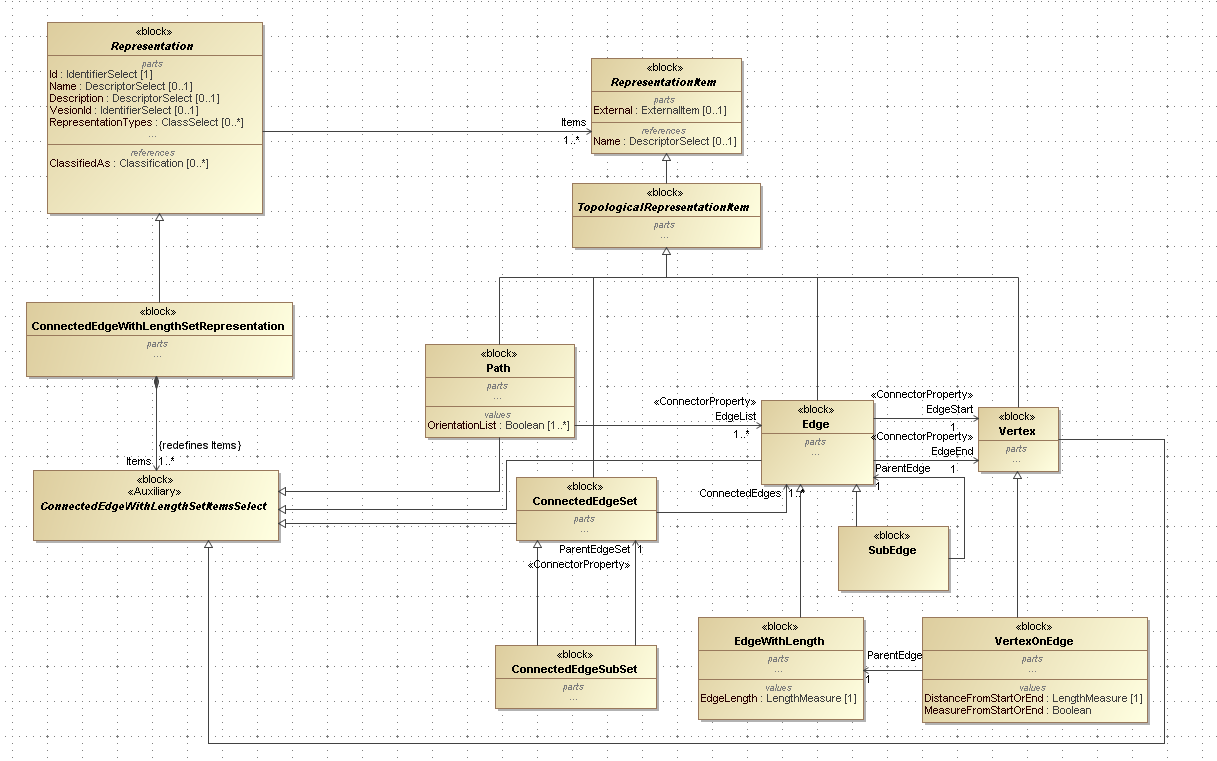 «block»
Representation
parts
Id : IdentifierSelect [1]
Name : DescriptorSelect [0..1]
Description : DescriptorSelect [0..1]
VesionId : IdentifierSelect [0..1]
RepresentationTypes : ClassSelect [0..*]
...
references
ClassifiedAs : Classification [0..*]
Items
1..*
«block»
RepresentationItem
parts
External : ExternalItem [0..1]
references
Name : DescriptorSelect [0..1]
«block»
TopologicalRepresentationItem
parts
...
«block»
ConnectedEdgeWithLengthSetRepresentation
parts
...
{redefines Items}
Items
1..*
«block»
«Auxiliary»
ConnectedEdgeWithLengthSetItemsSelect
«block»
Path
parts
...
values
OrientationList : Boolean [1..*]
«ConnectorProperty»
EdgeList
1..*
«block»
Edge
parts
...
«ConnectorProperty»
EdgeStart
1
«ConnectorProperty»
EdgeEnd
1
«block»
Vertex
parts
...
ParentEdge
1
«block»
ConnectedEdgeSet
parts
...
ConnectedEdges
1..*
«block»
SubEdge
ParentEdgeSet
1
«ConnectorProperty»
«block»
ConnectedEdgeSubSet
parts
...
«block»
EdgeWithLength
parts
...
values
EdgeLength : LengthMeasure [1]
ParentEdge
1
«block»
VertexOnEdge
parts
...
values
DistanceFromStartOrEnd : LengthMeasure [1]
MeasureFromStartOrEnd : Boolean